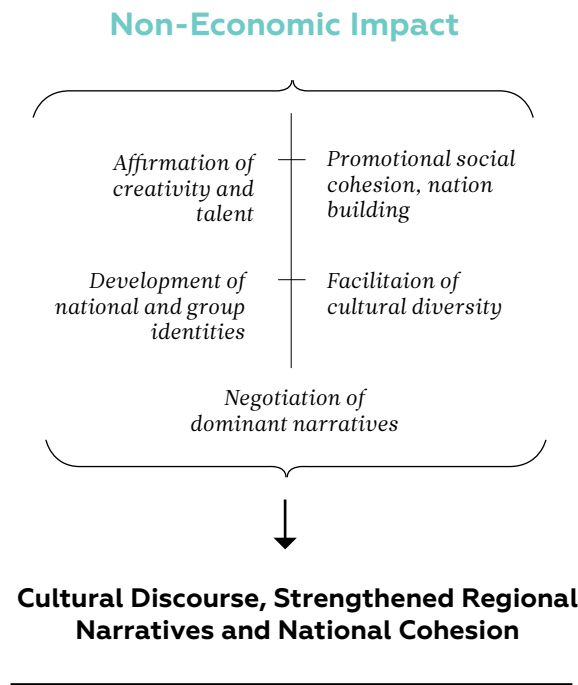 Non-Economic Impact
Affirmation of
creativity and
talent
Promotional social
cohesion, nation
building
Development of
national and group
identities
Facilitaion of
cultural diversity
Negotiation of
dominant narratives
Cultural Discourse, Strengthened Regional
Narratives and National Cohesion